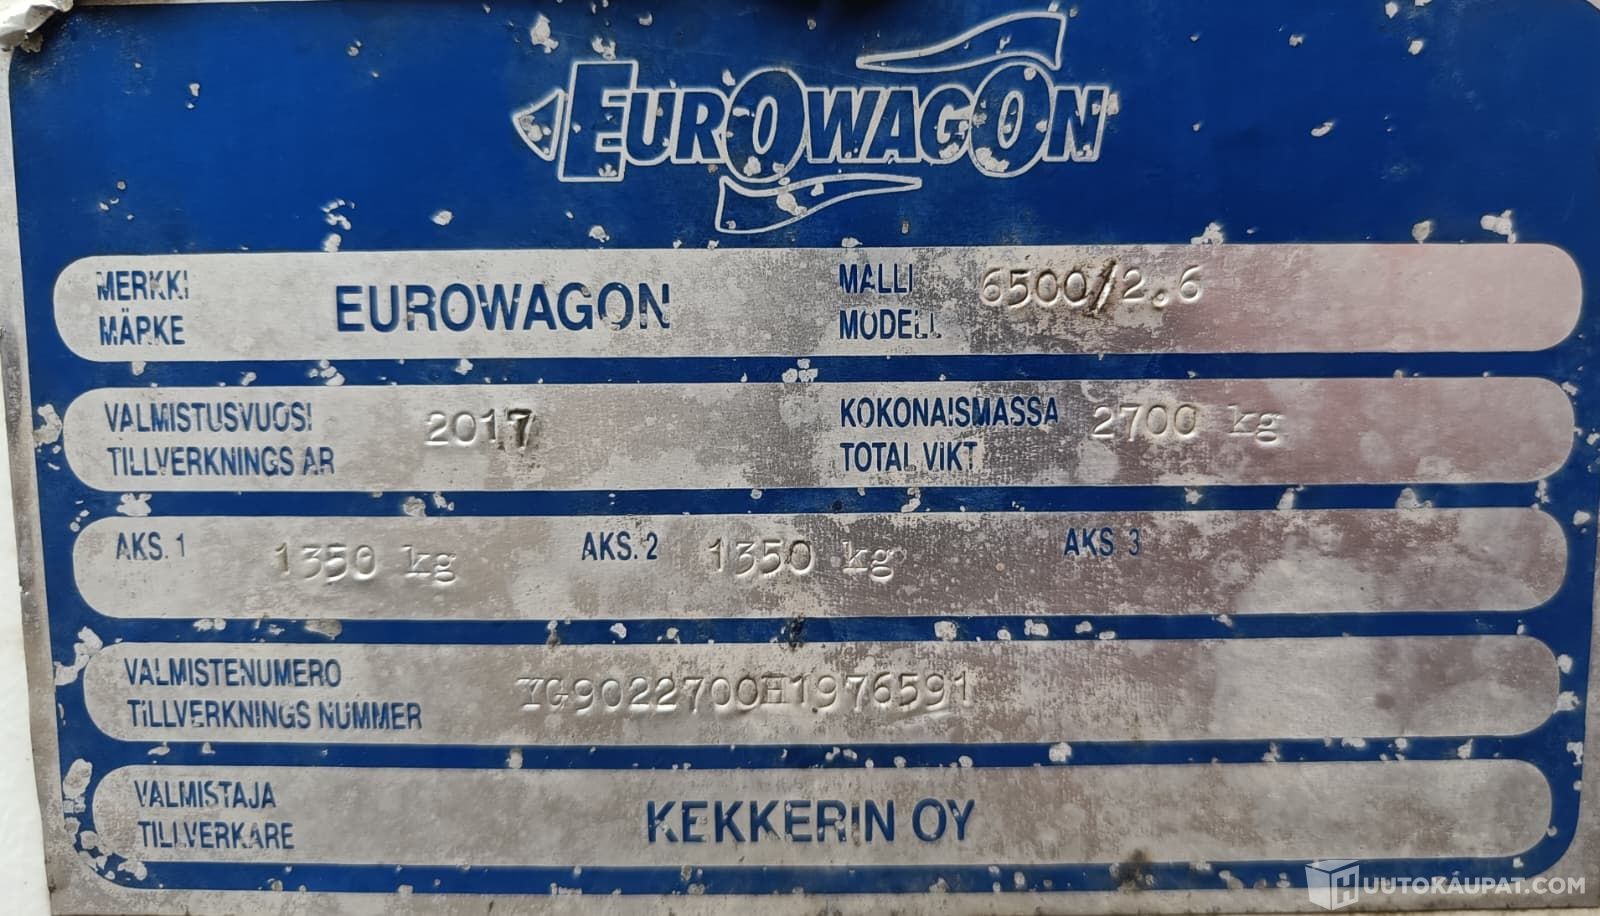 EUROWAGON
MERKKI
MÄRKE
EUROWAGON
MALLI
MODELL
6500/2.6
VALMISTUSVUOSI
TILLVERKNINGS AR
2017
KOKONAISMASSA
TOTAL VIKT
2700 kg
AKS. 1
1350 kg
AKS. 2
1350 kg
AKS 3
VALMISTENUMERO
TILLVERKNINGS NUMMER
YG9022700H1976591
VALMISTAJA
TILLVERKARE
KEKKERIN OY
HUUTOKAUPAT.COM